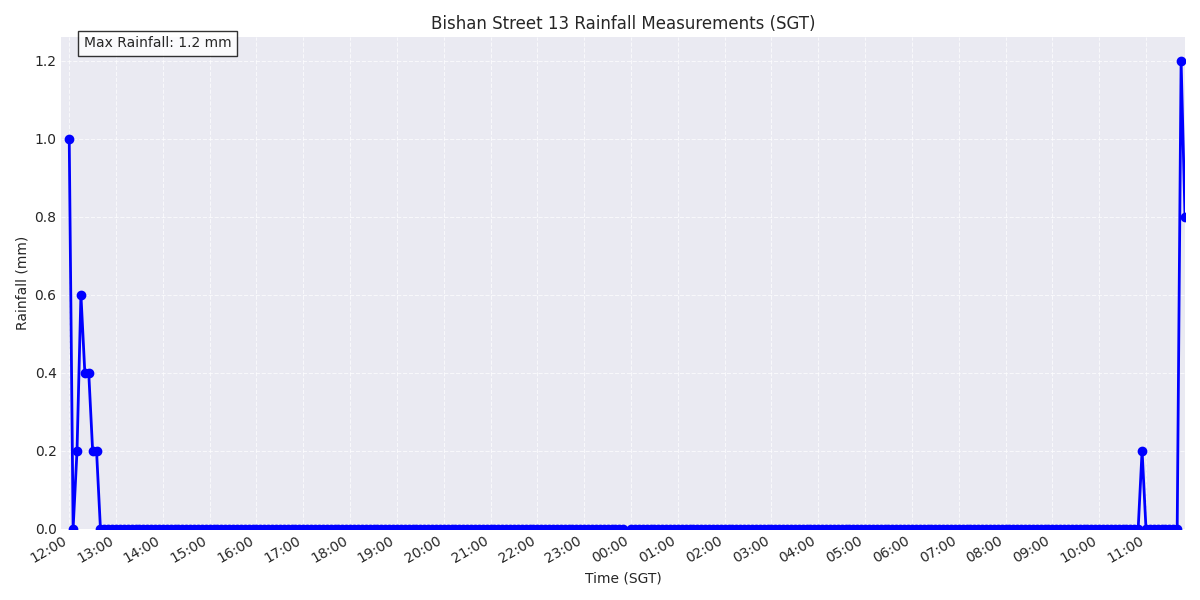 Bishan Street 13 Rainfall Measurements (SGT)
Max Rainfall: 1.2 mm
1.2
1.0
0.8
0.6
0.4
0.2
0.0
Rainfall (mm)
12:00 13:00 14:00 15:00 16:00 17:00 18:00 19:00 20:00 21:00 22:00 23:00 00:00 01:00 02:00 03:00 04:00 05:00 06:00 07:00 08:00 09:00 10:00 11:00
Time (SGT)